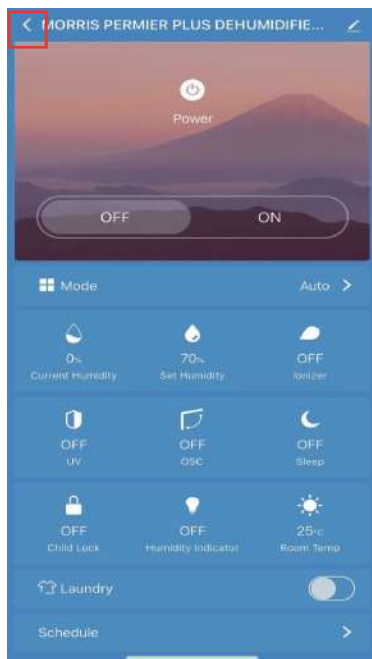 MORRIS PERMIER PLUS DEHUMIDIFIE...
Power
OFF ON
Mode Auto
0% 70% OFF
Current Humidity Set Humidity Ionizer
OFF OFF OFF
UV OSC Sleep
OFF OFF 25°C
Child Lock Humidity Indicator Room Temp
Laundry
Schedule